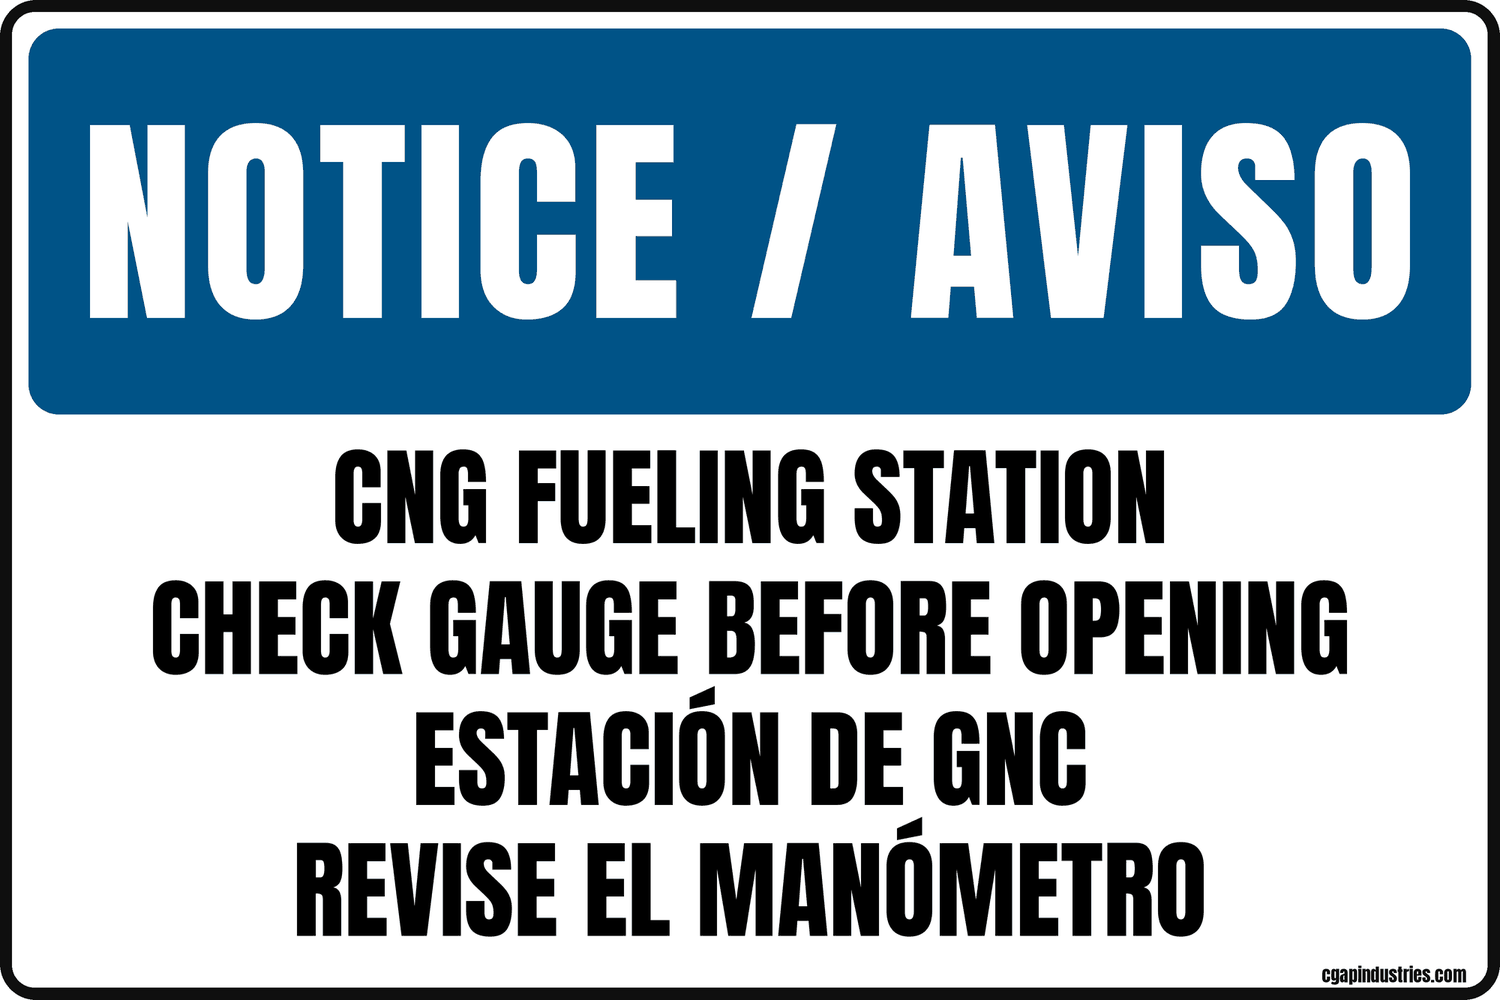 NOTICE / AVISO
CNG FUELING STATION
CHECK GAUGE BEFORE OPENING
ESTACIÓN DE GNC
REVISE EL MANÓMETRO
cgapindustries.com